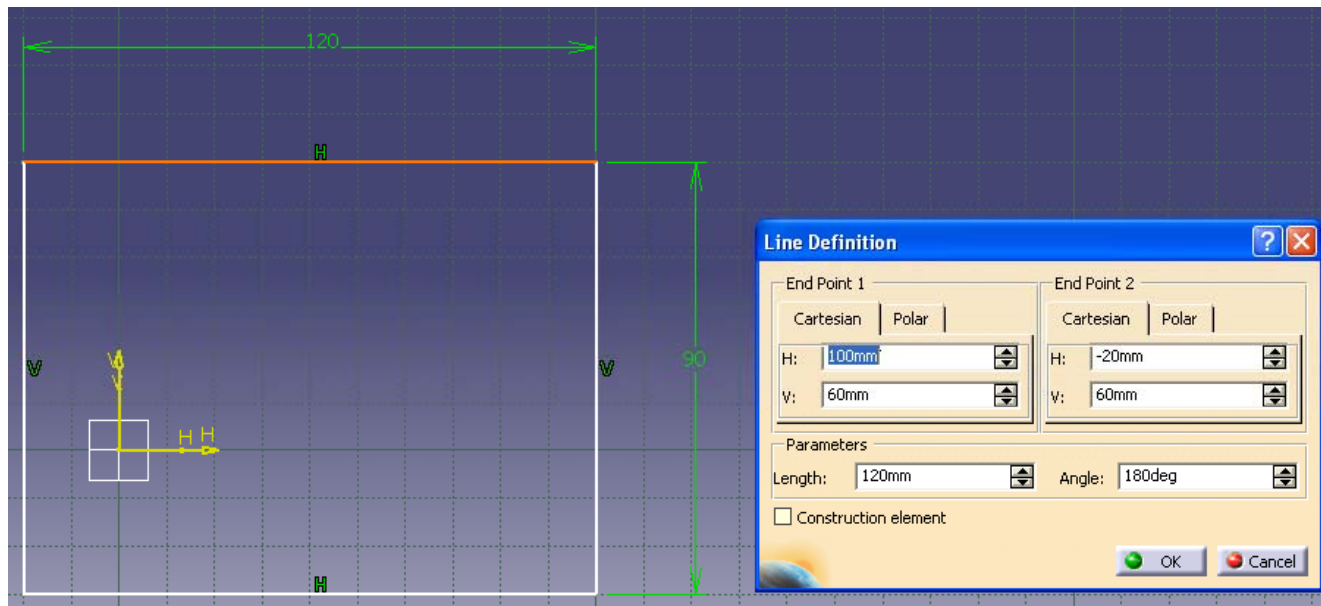 120
H
V
V
90
V
H H
H
Line Definition
?
End Point 1
Cartesian Polar
H: 100mm
V: 60mm
End Point 2
Cartesian Polar
H: -20mm
V: 60mm
Parameters
Length: 120mm Angle: 180deg
Construction element
OK Cancel